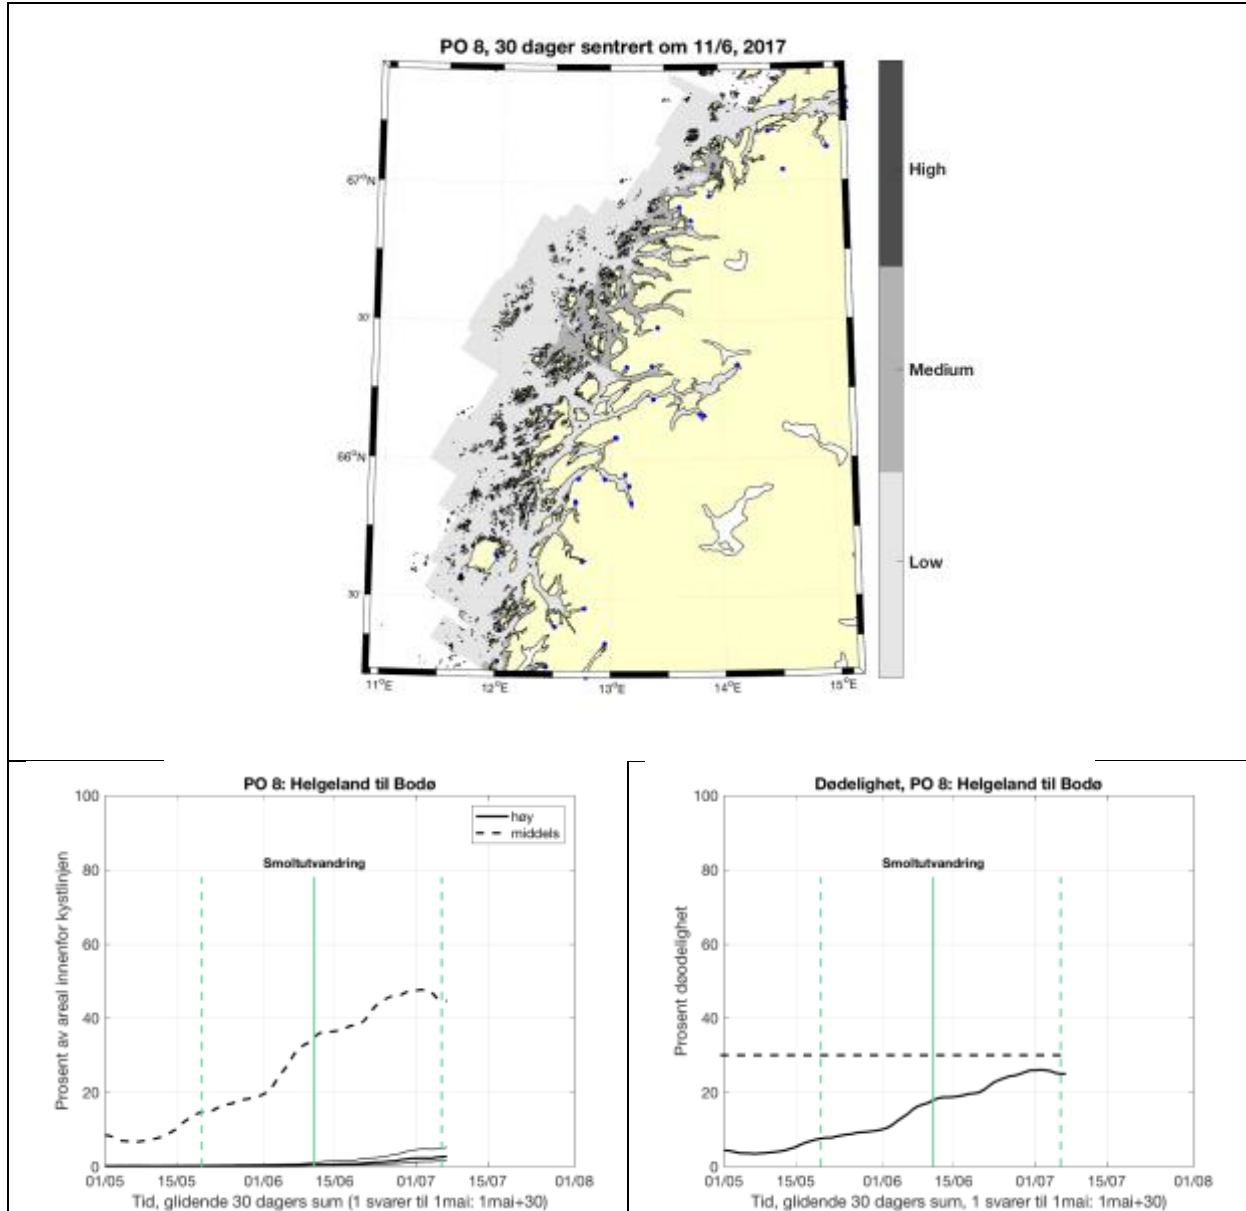 PO 8, 30 dager sentrert om 11/6, 2017
High
67°N
30'
Medium
66°N
Low
30'
11°E 12°E 13°E 14°E 15°E
PO 8: Helgeland til Bodø
høy
middels
Smoltutvandring
Prosent av areal innenfor kystlinjen
100
80
60
40
20
0
01/05 15/05 01/06 15/06 01/07 15/07 01/08
Tid, glidende 30 dagers sum (1 svarer til 1mai: 1mai+30)
Dødelighet, PO 8: Helgeland til Bodø
Smoltutvandring
Prosent døodelighet
100
80
60
40
20
0
01/05 15/05 01/06 15/06 01/07 15/07 01/08
Tid, glidende 30 dagers sum, 1 svarer til 1mai: 1mai+30)